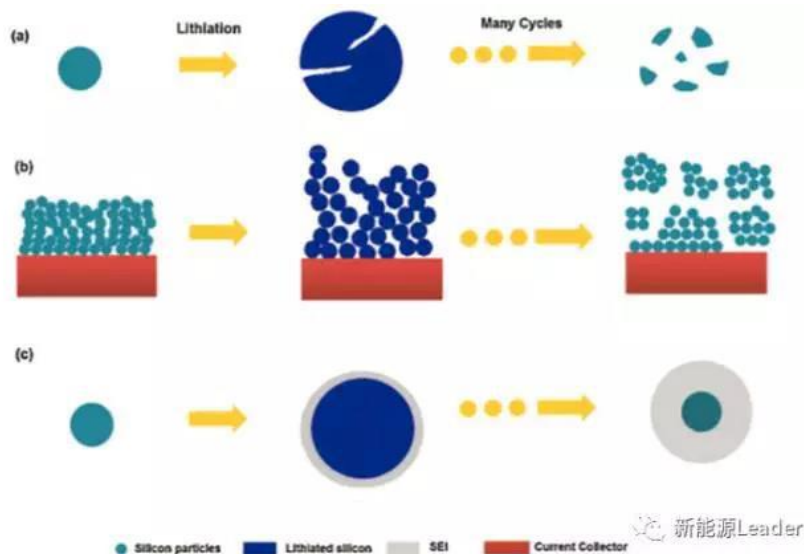 (a)
Lithiation
Many Cycles
(b)
(c)
新能源Leader
Silicon particles
Lithiated silicon
SEI
Current Collector